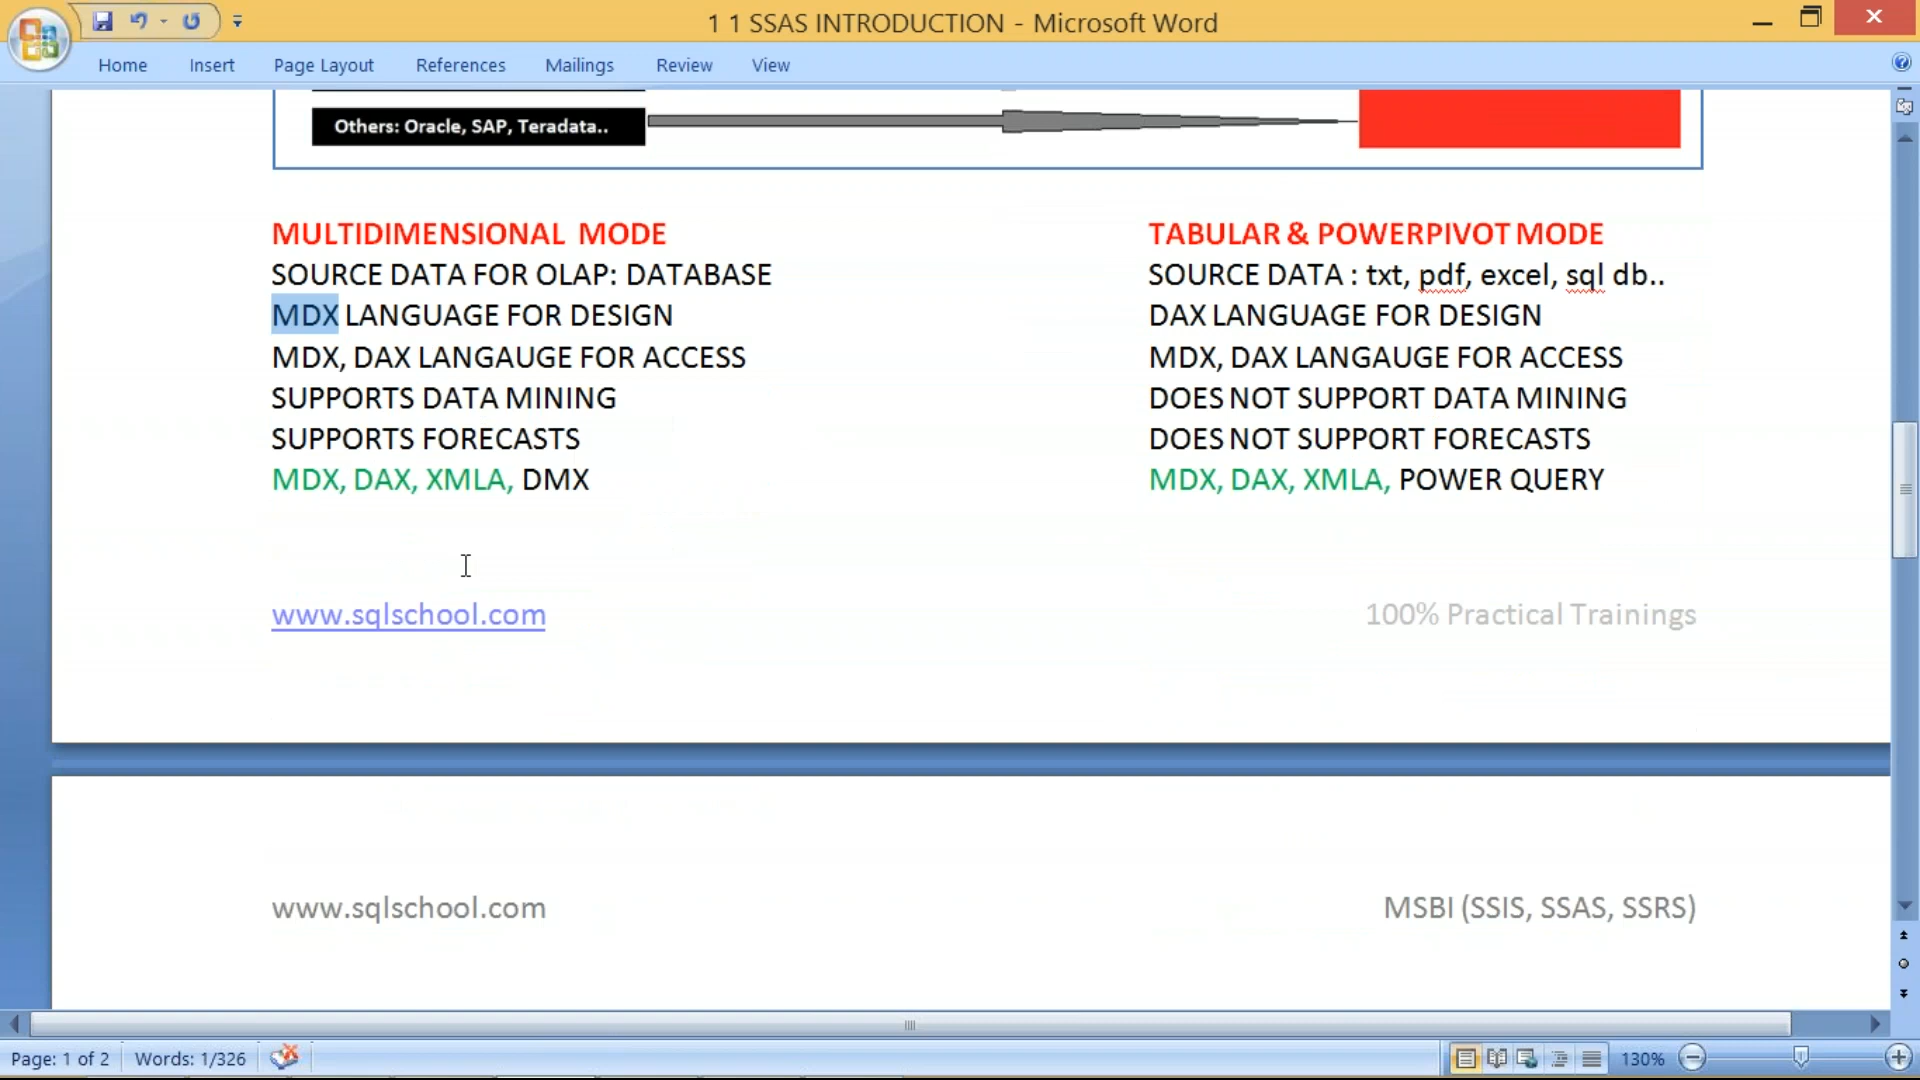 1 1 SSAS INTRODUCTION - Microsoft Word
Home Insert Page Layout References Mailings Review View
Others: Oracle, SAP, Teradata..
MULTIDIMENSIONAL MODE
SOURCE DATA FOR OLAP: DATABASE
MDX LANGUAGE FOR DESIGN
MDX, DAX LANGAUGE FOR ACCESS
SUPPORTS DATA MINING
SUPPORTS FORECASTS
MDX, DAX, XMLA, DMX
TABULAR & POWERPIVOT MODE
SOURCE DATA : txt, pdf, excel, sql db..
DAX LANGUAGE FOR DESIGN
MDX, DAX LANGAUGE FOR ACCESS
DOES NOT SUPPORT DATA MINING
DOES NOT SUPPORT FORECASTS
MDX, DAX, XMLA, POWER QUERY
www.sqlschool.com 100% Practical Trainings
www.sqlschool.com MSBI (SSIS, SSAS, SSRS)
Page: 1 of 2 Words: 1/326 130%